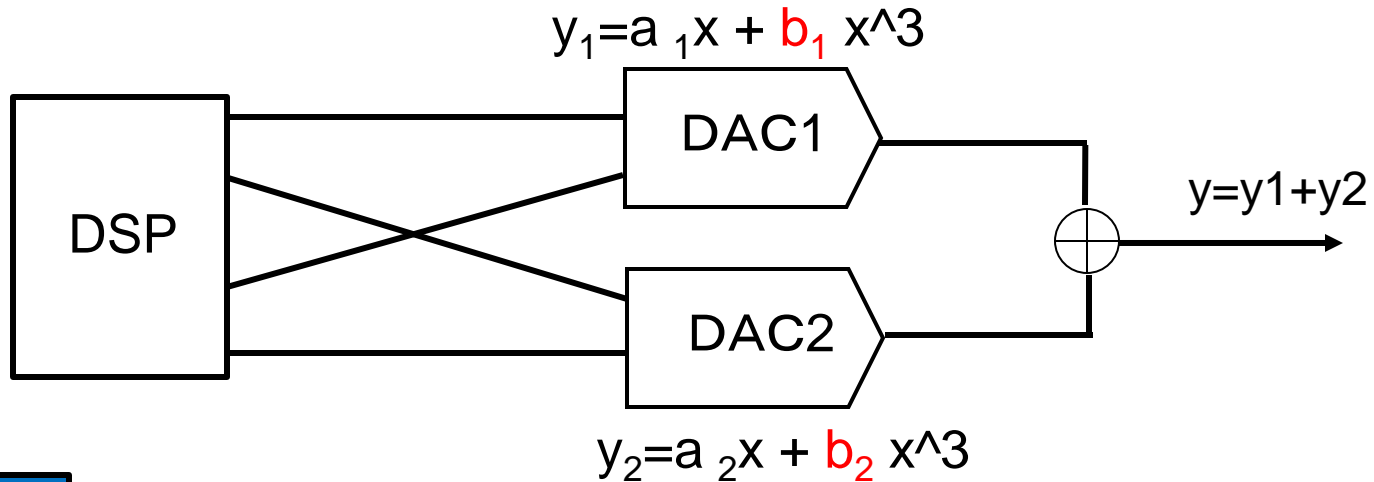 y₁=a ₁x + b₁ x^3
DAC1
DSP
y=y1+y2
DAC2
y₂=a ₂x + b₂ x^3